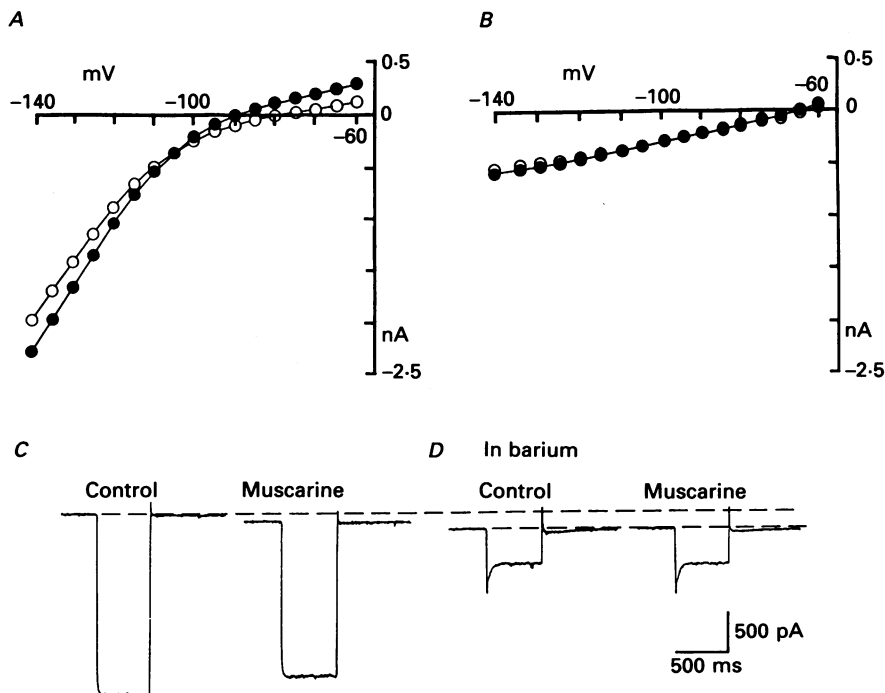 A
mV
−140
−100
−60
0·5
0
nA
−2·5
B
mV
−140
−100
−60
0·5
0
nA
−2·5
C
Control
Muscarine
D
In barium
Control
Muscarine
500 pA
500 ms